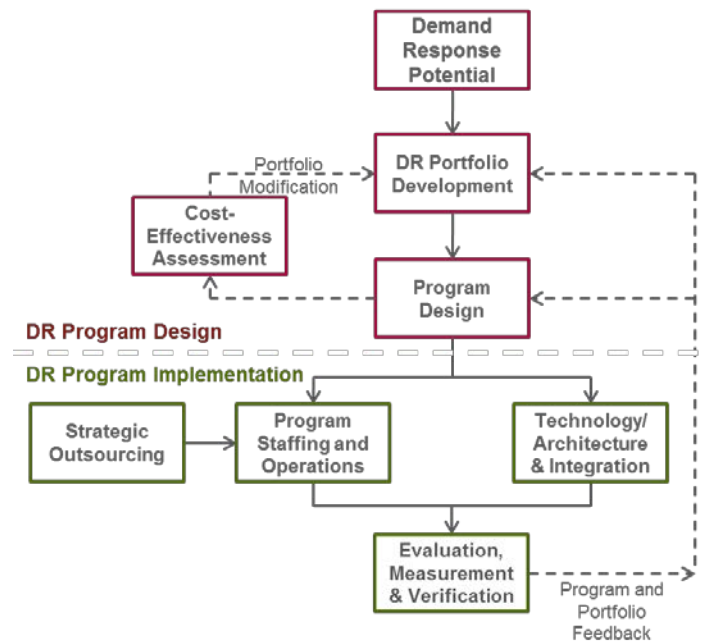 Demand
Response
Potential
Portfolio
Modification
DR Portfolio
Development
Cost-
Effectiveness
Assessment
Program
Design
DR Program Design
DR Program Implementation
Strategic
Outsourcing
Program
Staffing and
Operations
Technology/
Architecture
& Integration
Evaluation,
Measurement
& Verification
Program and
Portfolio
Feedback